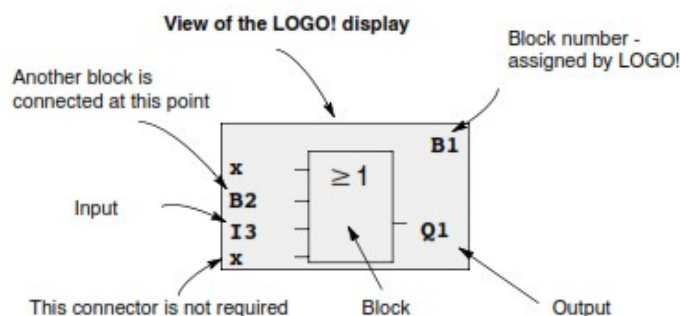 View of the LOGO! display
Block number -
assigned by LOGO!
Another block is
connected at this point
B1
x
≥1
B2
Input
I3
Q1
x
This connector is not required
Block
Output